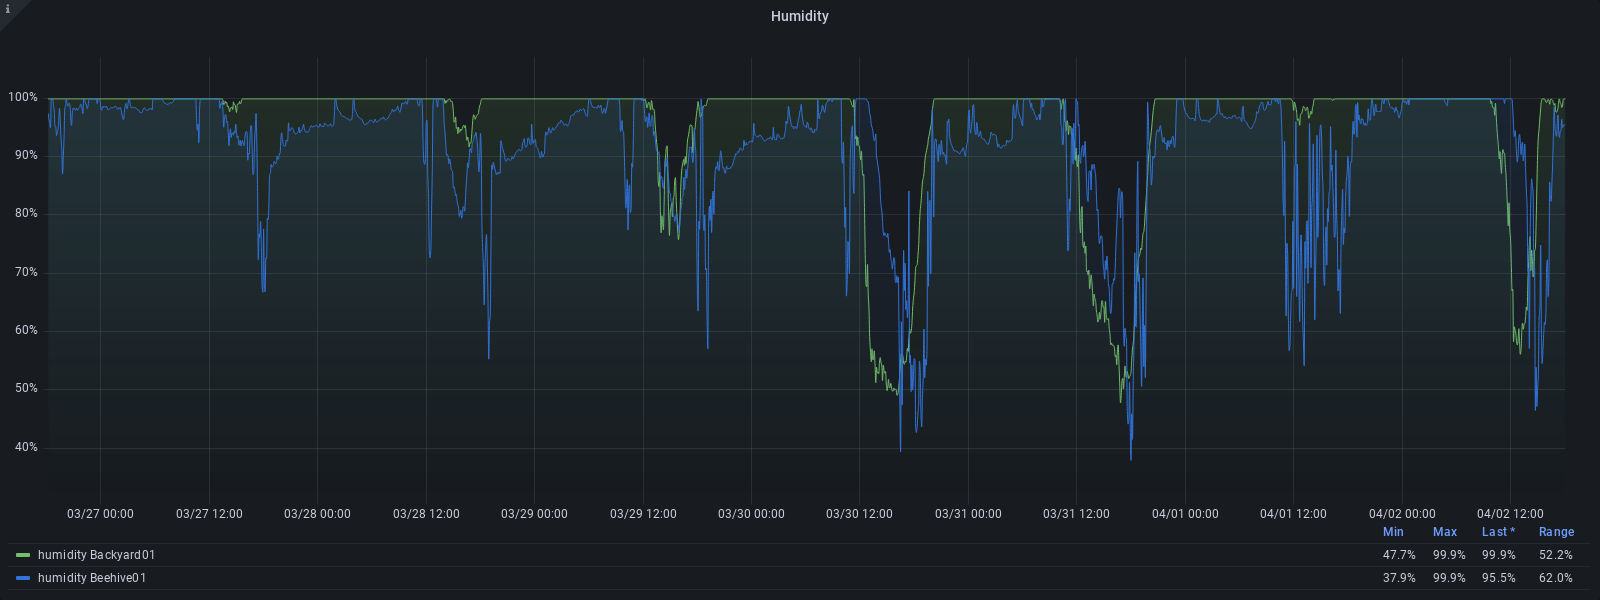 i
Humidity
100%
90%
80%
70%
60%
50%
40%
03/27 00:00 03/27 12:00 03/28 00:00 03/28 12:00 03/29 00:00 03/29 12:00 03/30 00:00 03/30 12:00 03/31 00:00 03/31 12:00 04/01 00:00 04/01 12:00 04/02 00:00 04/02 12:00
Min Max Last * Range
humidity Backyard01 47.7% 99.9% 99.9% 52.2%
humidity Beehive01 37.9% 99.9% 95.5% 62.0%